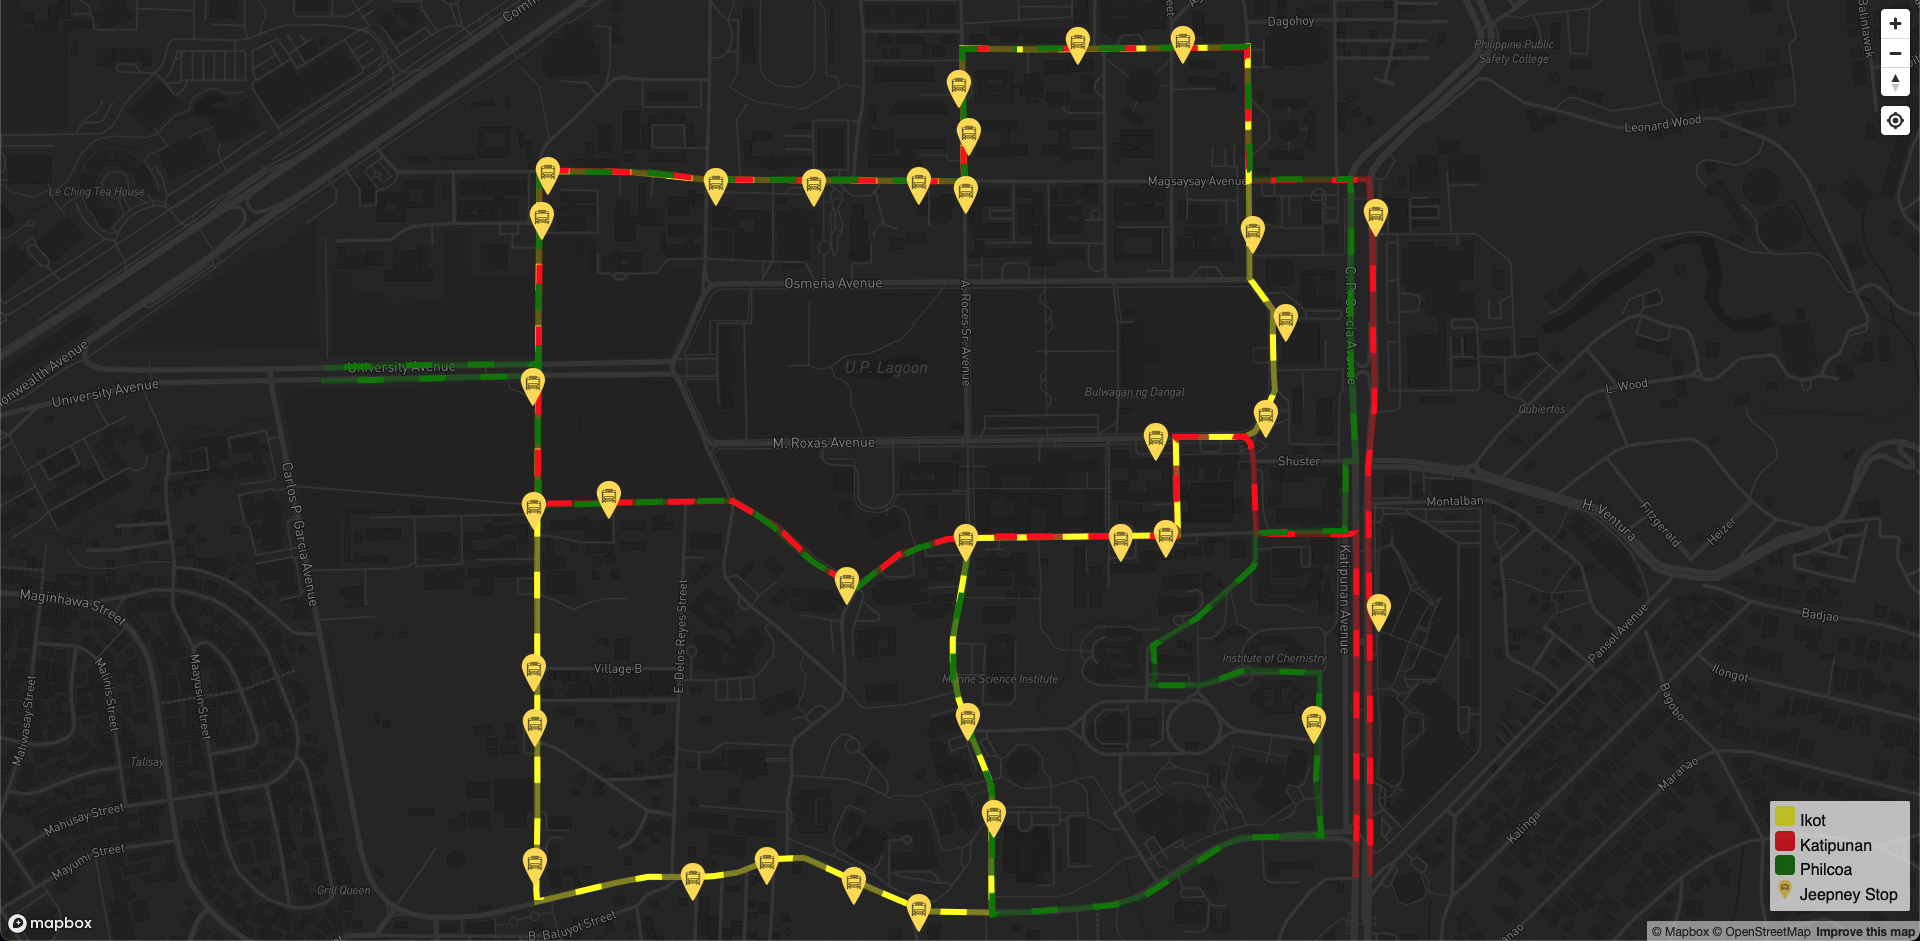 Dagohoy
Philippine Public
Safety College
Balintawak
Leonard Wood
Le Ching Tea House
Magsaysay Avenue
Osmeña Avenue
A. Roces Sr. Avenue
C. P. Garcia Avenue
University Avenue
University Avenue
U.P. Lagoon
Bulwagan ng Dangal
L. Wood
Qubiertos
M. Roxas Avenue
Shuster
Carlos P. Garcia Avenue
Montalban
H. Ventura
Fitzgerald
Heizer
Katipunan Avenue
Maginhawa Street
E. Delos Reyes Street
Badjao
Pansol Avenue
Village B
Institute of Chemistry
Marine Science Institute
Ilongot
Bagobo
Malinis Street
Mayusin Street
Matiwasay Street
Talisay
Maranao
Mahusay Street
Kalinga
Mayumi Street
Grill Queen
B. Baluyot Street
Ikot
Katipunan
Philcoa
Jeepney Stop
mapbox
© Mapbox © OpenStreetMap Improve this map